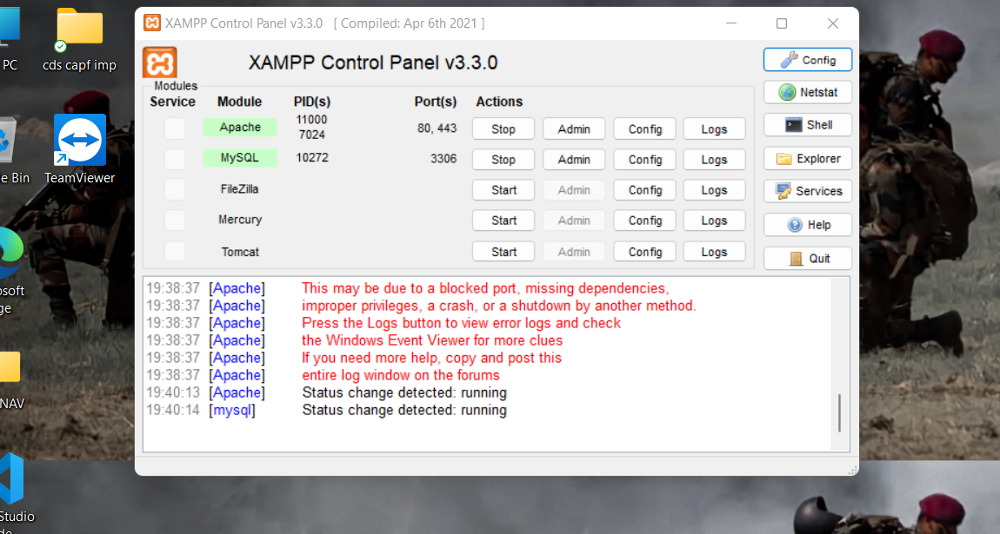 PC
cds capf imp
e Bin
TeamViewer
osoft
ge
NAV
Studio
XAMPP Control Panel v3.3.0 [ Compiled: Apr 6th 2021 ]
XAMPP Control Panel v3.3.0
Modules
Service Module PID(s) Port(s) Actions
Apache 11000 7024 80, 443 Stop Admin Config Logs
MySQL 10272 3306 Stop Admin Config Logs
FileZilla Start Admin Config Logs
Mercury Start Admin Config Logs
Tomcat Start Admin Config Logs
Config
Netstat
Shell
Explorer
Services
Help
Quit
19:38:37 [Apache] This may be due to a blocked port, missing dependencies,
19:38:37 [Apache] improper privileges, a crash, or a shutdown by another method.
19:38:37 [Apache] Press the Logs button to view error logs and check
19:38:37 [Apache] the Windows Event Viewer for more clues
19:38:37 [Apache] If you need more help, copy and post this
19:38:37 [Apache] entire log window on the forums
19:40:13 [Apache] Status change detected: running
19:40:14 [mysql] Status change detected: running